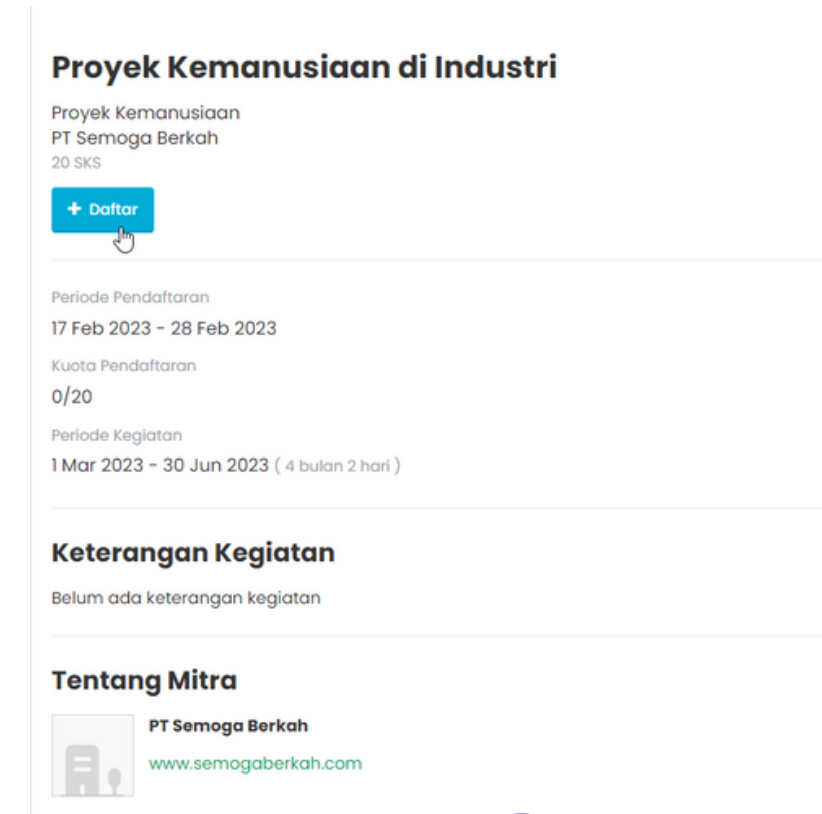 Proyek Kemanusiaan di Industri
Proyek Kemanusiaan
PT Semoga Berkah
20 SKS
+ Daftar
Periode Pendaftaran
17 Feb 2023 - 28 Feb 2023
Kuota Pendaftaran
0/20
Periode Kegiatan
1 Mar 2023 - 30 Jun 2023 ( 4 bulan 2 hari )
Keterangan Kegiatan
Belum ada keterangan kegiatan
Tentang Mitra
PT Semoga Berkah
www.semogaberkah.com